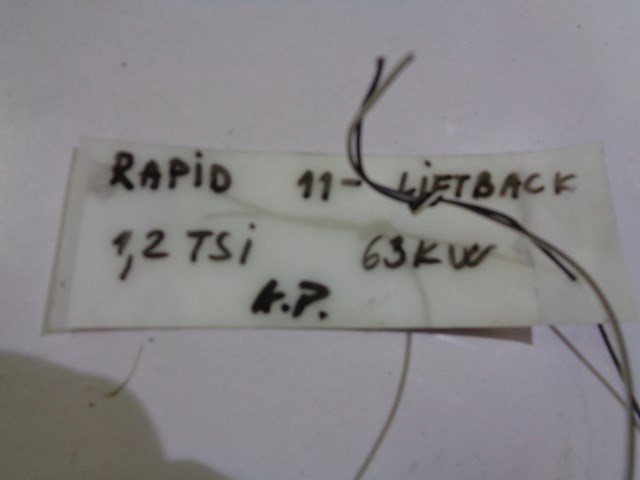 RAPiD 11- LiFTBACK
1,2 TSi 63KW
K.P.